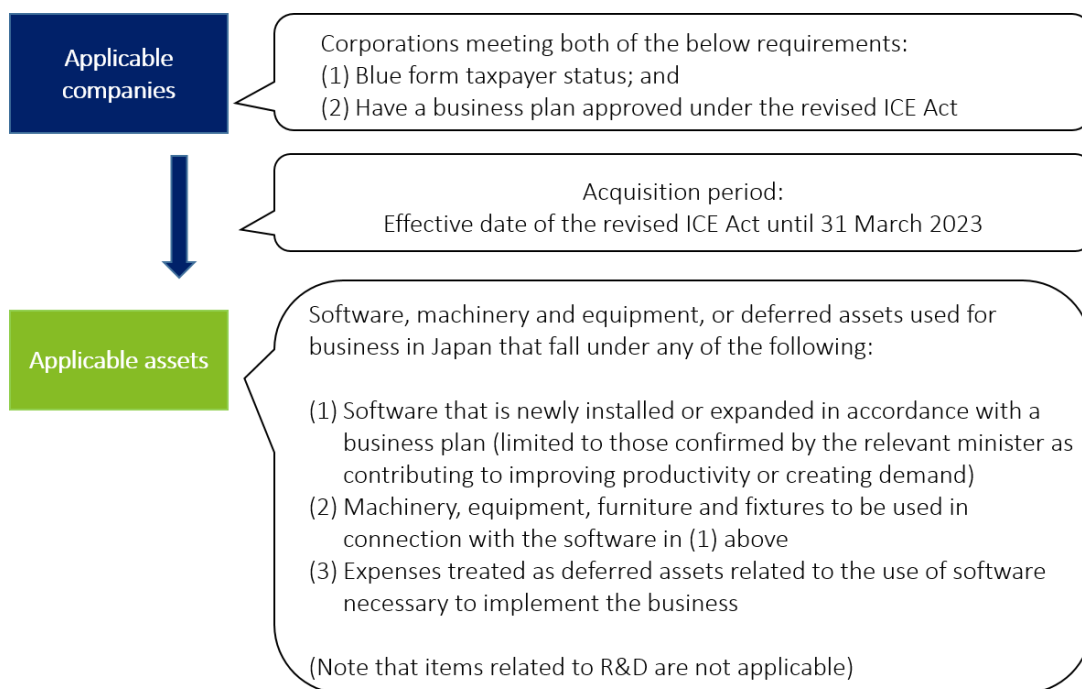 Applicable
companies
Corporations meeting both of the below requirements:
(1) Blue form taxpayer status; and
(2) Have a business plan approved under the revised ICE Act
Acquisition period:
Effective date of the revised ICE Act until 31 March 2023
Applicable assets
Software, machinery and equipment, or deferred assets used for
business in Japan that fall under any of the following:
(1) Software that is newly installed or expanded in accordance with a
business plan (limited to those confirmed by the relevant minister as
contributing to improving productivity or creating demand)
(2) Machinery, equipment, furniture and fixtures to be used in
connection with the software in (1) above
(3) Expenses treated as deferred assets related to the use of software
necessary to implement the business
(Note that items related to R&D are not applicable)